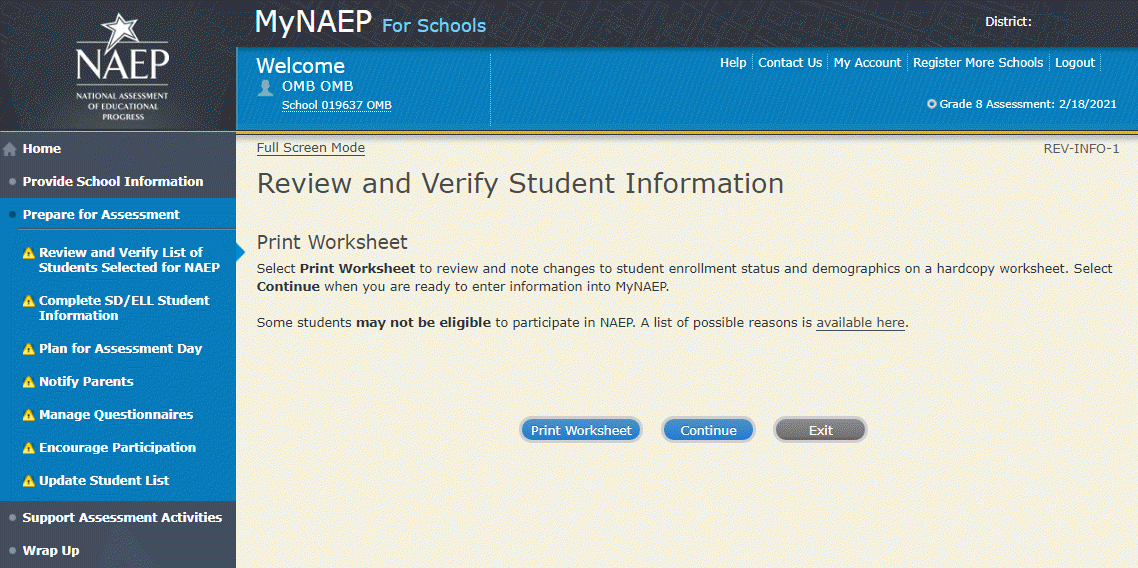 NAEP
NATIONAL ASSESSMENT
OF EDUCATIONAL
PROGRESS
MyNAEP For Schools
District:
Welcome
OMB OMB
School 019637 OMB
Help
Contact Us
My Account
Register More Schools
Logout
Grade 8 Assessment: 2/18/2021
Home
Provide School Information
Prepare for Assessment
Review and Verify List of
Students Selected for NAEP
Complete SD/ELL Student
Information
Plan for Assessment Day
Notify Parents
Manage Questionnaires
Encourage Participation
Update Student List
Support Assessment Activities
Wrap Up
Full Screen Mode
REV-INFO-1
Review and Verify Student Information
Print Worksheet
Select Print Worksheet to review and note changes to student enrollment status and demographics on a hardcopy worksheet. Select
Continue when you are ready to enter information into MyNAEP.
Some students may not be eligible to participate in NAEP. A list of possible reasons is available here.
Print Worksheet
Continue
Exit